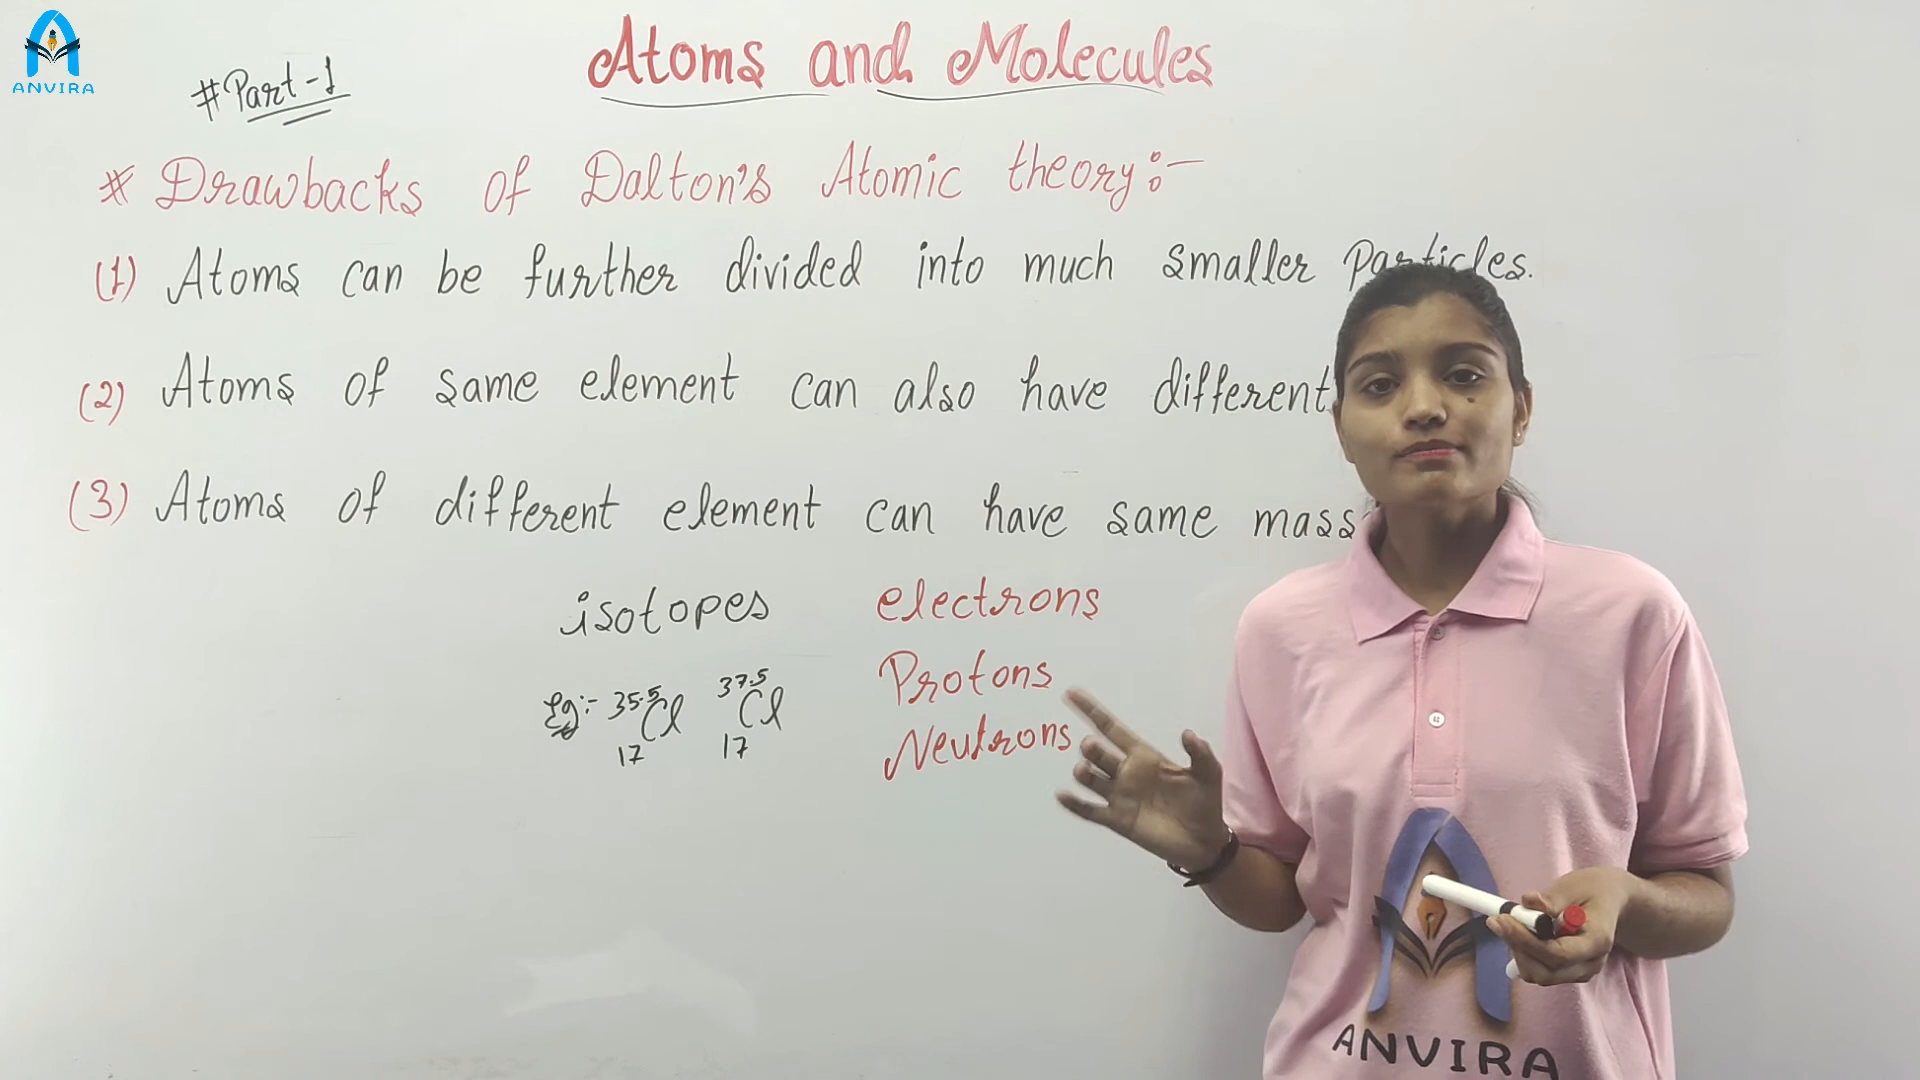 ANVIRA
#Part-1
Atoms and Molecules
* Drawbacks of Dalton's Atomic theory:-
(1) Atoms can be further divided into much smaller Particles.
(2) Atoms of same element can also have different
(3) Atoms of different element can have same mass
isotopes electrons
Eg:- 35.5 Cl 17 37.5 Cl 17
Protons
Neutrons
ANVIRA